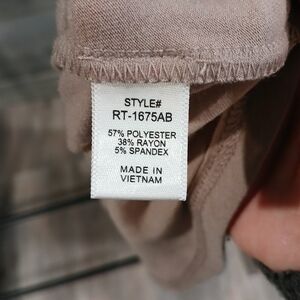 STYLE#
RT-1675AB
57% POLYESTER
38% RAYON
5% SPANDEX
MADE IN
VIETNAM